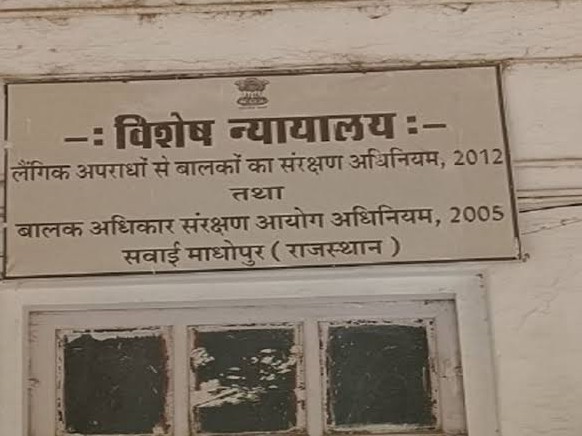 -: विशेष न्यायालय :-
लैंगिक अपराधों से बालकों का संरक्षण अधिनियम, 2012
तथा
बालक अधिकार संरक्षण आयोग अधिनियम, 2005
सवाई माधोपुर ( राजस्थान )